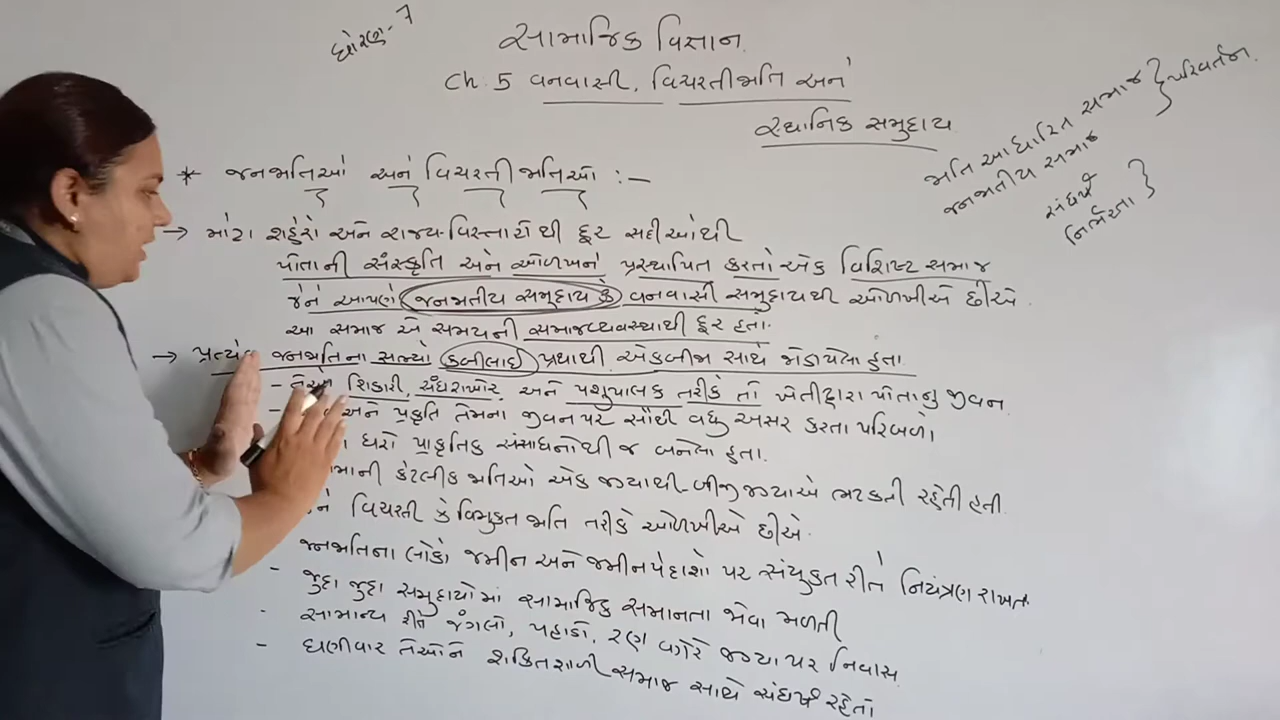 ધોરણ-7
સામાજિક વિજ્ઞાન
Ch. 5 વનવાસી, વિચરતીજાતિ અને
સ્થાનિક સમુદાય
જાતિ આધારિત સમાજ } પરિવર્તન
જનજાતીય સમાજ
સંઘર્ષ }
નિર્ભરતા
* જનજાતિઓ અને વિચરતી જાતિઓ :-
→ મોટા શહેરો અને રાજ્ય-વિસ્તારોથી દૂર સદીઓથી
પોતાની સંસ્કૃતિ અને ઓળખને પ્રસ્થાપિત કરતો એક વિશિષ્ટ સમાજ
જેને આપણે જનજાતીય સમુદાય કે વનવાસી સમુદાયથી ઓળખીએ છીએ.
આ સમાજ એ સમયની સમાજવ્યવસ્થાથી દૂર હતો.
→ પ્રત્યેક જનજાતિના સભ્યો કબીલાઈ પ્રથાથી એકબીજા સાથે જોડાયેલા હતા.
- તેઓ શિકારી, સંઘરાખોર અને પશુપાલક તરીકે તો ખેતીદ્વારા પોતાનુ જીવન
- અને પ્રકૃતિ તેમના જીવન પર સૌથી વધુ અસર કરતા પરિબળો
ઘરો પ્રાકૃતિક સંસાધનોથી જ બનેલા હતા.
કેટલીક જાતિઓ એક જગ્યાથી-બીજી જગ્યાએ ભટકતી રહેતી હતી
વિચરતી કે વિમુક્ત જાતિ તરીકે ઓળખીએ છીએ.
જનજાતિના લોકો જમીન અને જમીનપેદાશો પર સંયુક્ત રીતે નિયંત્રણ રાખતા
- જુદા જુદા સમુદાયોમાં સામાજિક સમાનતા જોવા મળતી
- સામાન્ય રીતે જંગલો, પહાડો, રણ વગેરે જગ્યા પર નિવાસ
- ઘણીવાર તેઓને શક્તિશાળી સમાજ સાથે સંઘર્ષ રહેતો